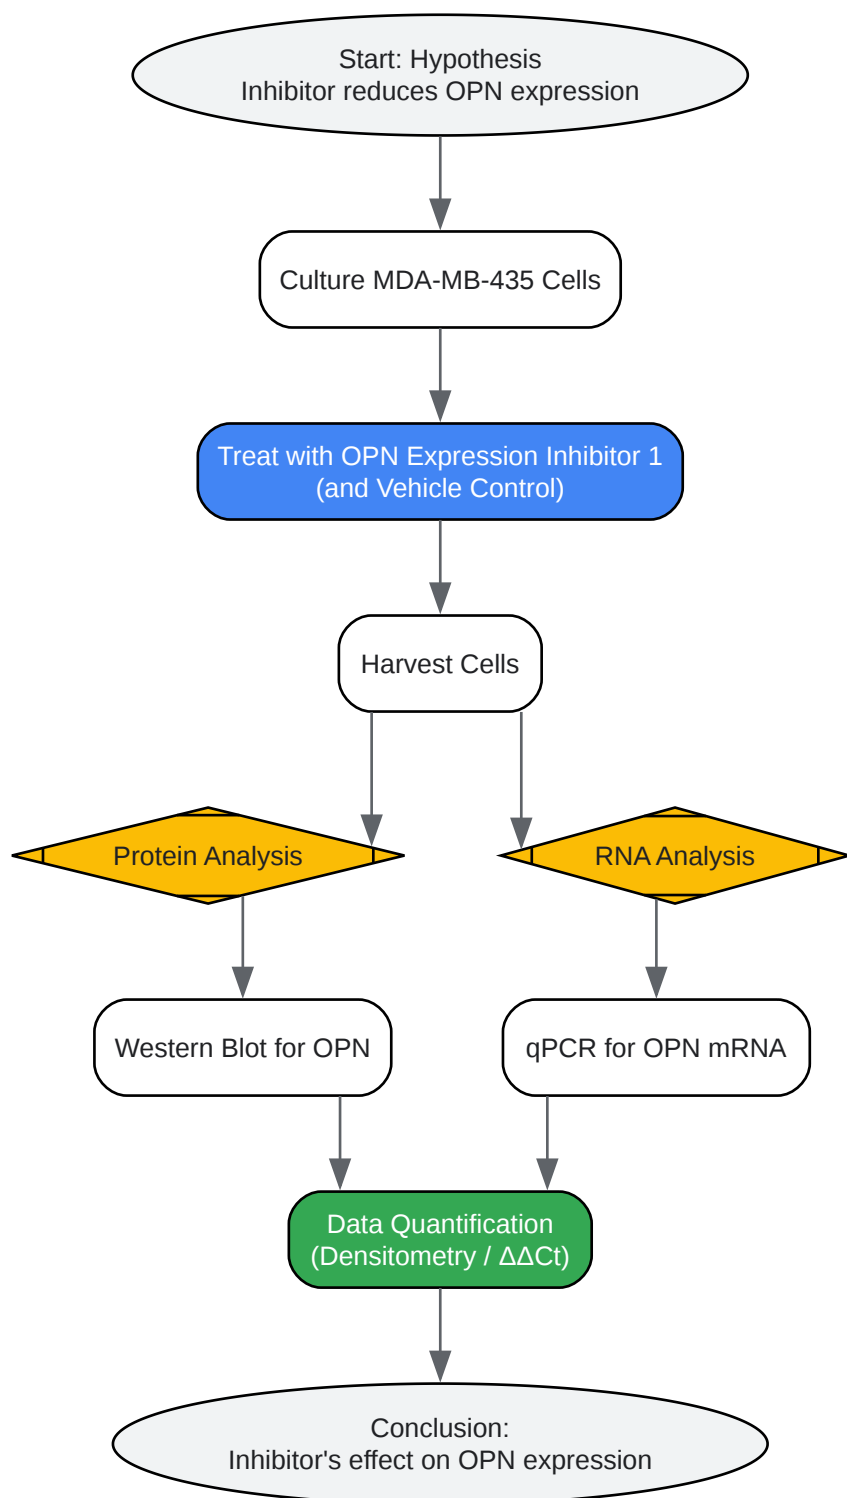 Start: Hypothesis
Inhibitor reduces OPN expression
Culture MDA-MB-435 Cells
Treat with OPN Expression Inhibitor 1
(and Vehicle Control)
Harvest Cells
Protein Analysis
RNA Analysis
Western Blot for OPN
qPCR for OPN mRNA
Data Quantification
(Densitometry / ΔΔCt)
Conclusion:
Inhibitor's effect on OPN expression